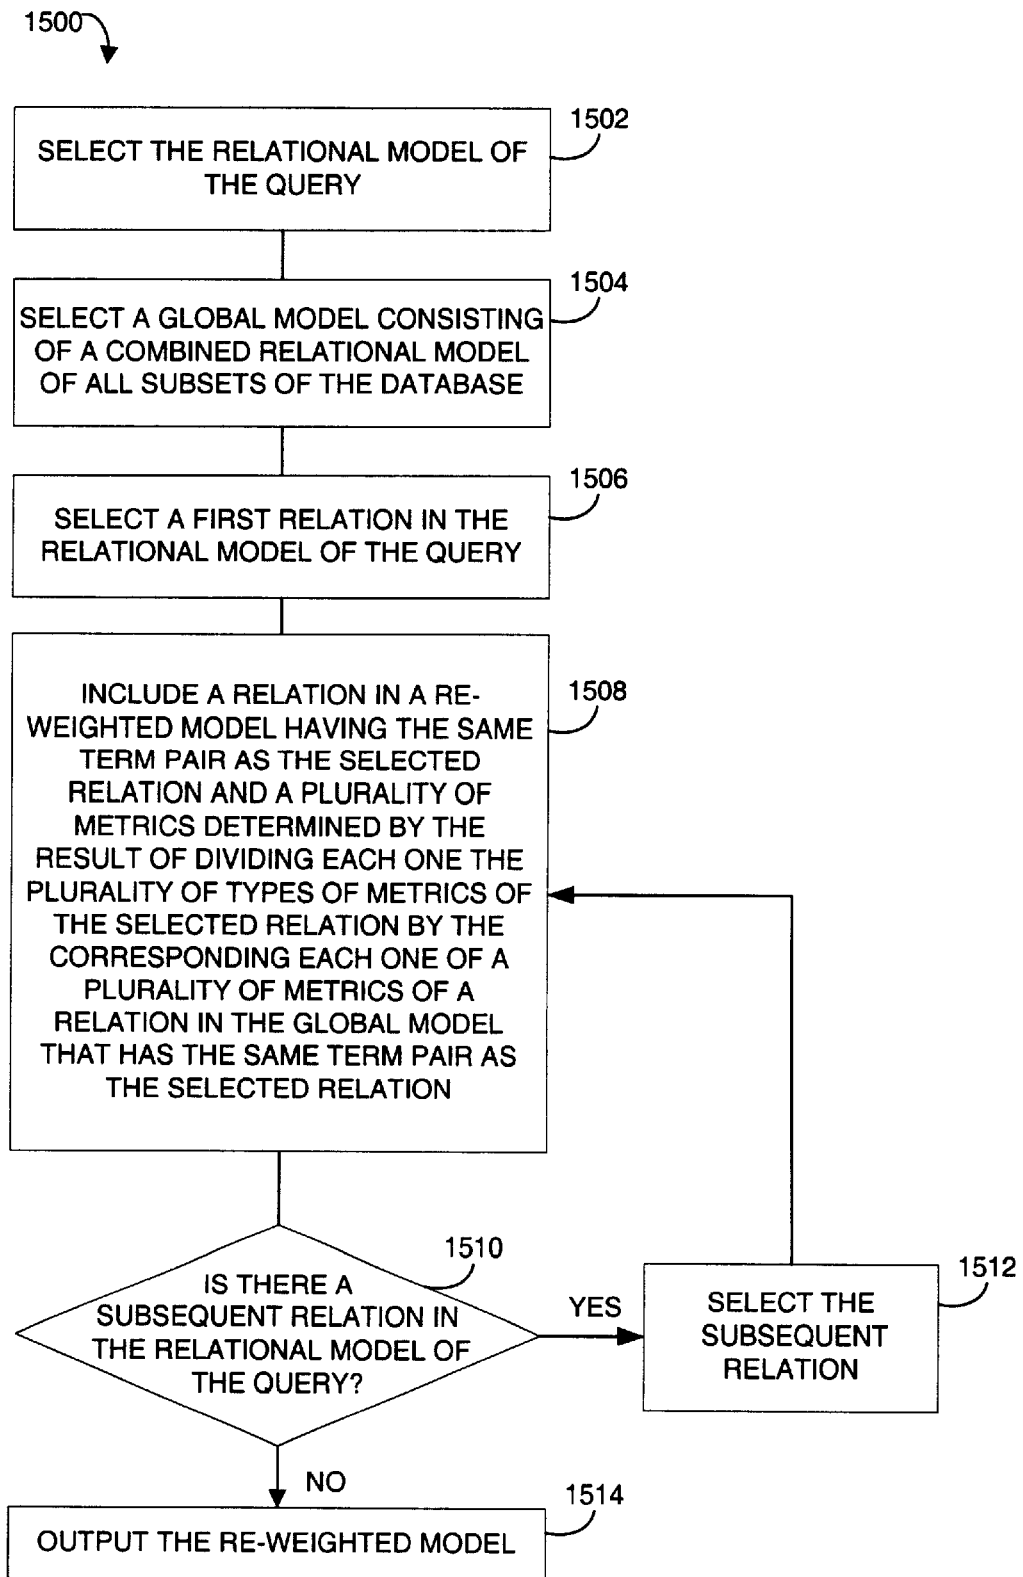 1500
1502
SELECT THE RELATIONAL MODEL OF
THE QUERY
1504
SELECT A GLOBAL MODEL CONSISTING
OF A COMBINED RELATIONAL MODEL
OF ALL SUBSETS OF THE DATABASE
1506
SELECT A FIRST RELATION IN THE
RELATIONAL MODEL OF THE QUERY
1508
INCLUDE A RELATION IN A RE-
WEIGHTED MODEL HAVING THE SAME
TERM PAIR AS THE SELECTED
RELATION AND A PLURALITY OF
METRICS DETERMINED BY THE
RESULT OF DIVIDING EACH ONE THE
PLURALITY OF TYPES OF METRICS OF
THE SELECTED RELATION BY THE
CORRESPONDING EACH ONE OF A
PLURALITY OF METRICS OF A
RELATION IN THE GLOBAL MODEL
THAT HAS THE SAME TERM PAIR AS
THE SELECTED RELATION
1510
IS THERE A
SUBSEQUENT RELATION IN
THE RELATIONAL MODEL OF
THE QUERY?
YES
1512
SELECT THE
SUBSEQUENT
RELATION
NO
1514
OUTPUT THE RE-WEIGHTED MODEL